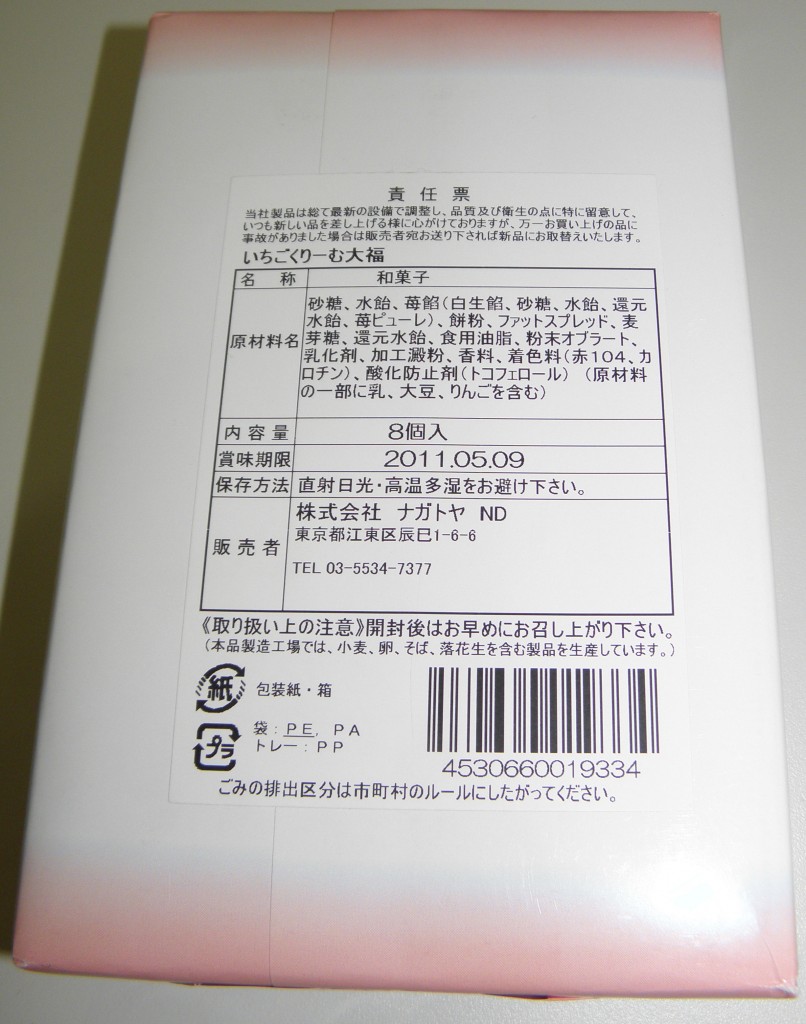 責任票
当社製品は総て最新の設備で調整し、品質及び衛生の点に特に留意して、
いつも新しい品を差し上げる様に心がけておりますが、万一お買い上げの品に
事故がありました場合は販売者宛お送り下されば新品にお取替えいたします。
いちごくりーむ大福
名称 和菓子
原材料名 砂糖、水飴、苺餡(白生餡、砂糖、水飴、還元
水飴、苺ピューレ)、餅粉、ファットスプレッド、麦
芽糖、還元水飴、食用油脂、粉末オブラート、
乳化剤、加工澱粉、香料、着色料(赤104、カ
ロチン)、酸化防止剤(トコフェロール) (原材料
の一部に乳、大豆、りんごを含む)
内容量 8個入
賞味期限 2011.05.09
保存方法 直射日光・高温多湿をお避け下さい。
販売者 株式会社 ナガトヤ ND
東京都江東区辰巳1-6-6
TEL 03-5534-7377
《取り扱い上の注意》開封後はお早めにお召し上がり下さい。
(本品製造工場では、小麦、卵、そば、落花生を含む製品を生産しています。)
紙 包装紙・箱
プラ 袋:PE, PA
トレー:PP
4530660019334
ごみの排出区分は市町村のルールにしたがってください。